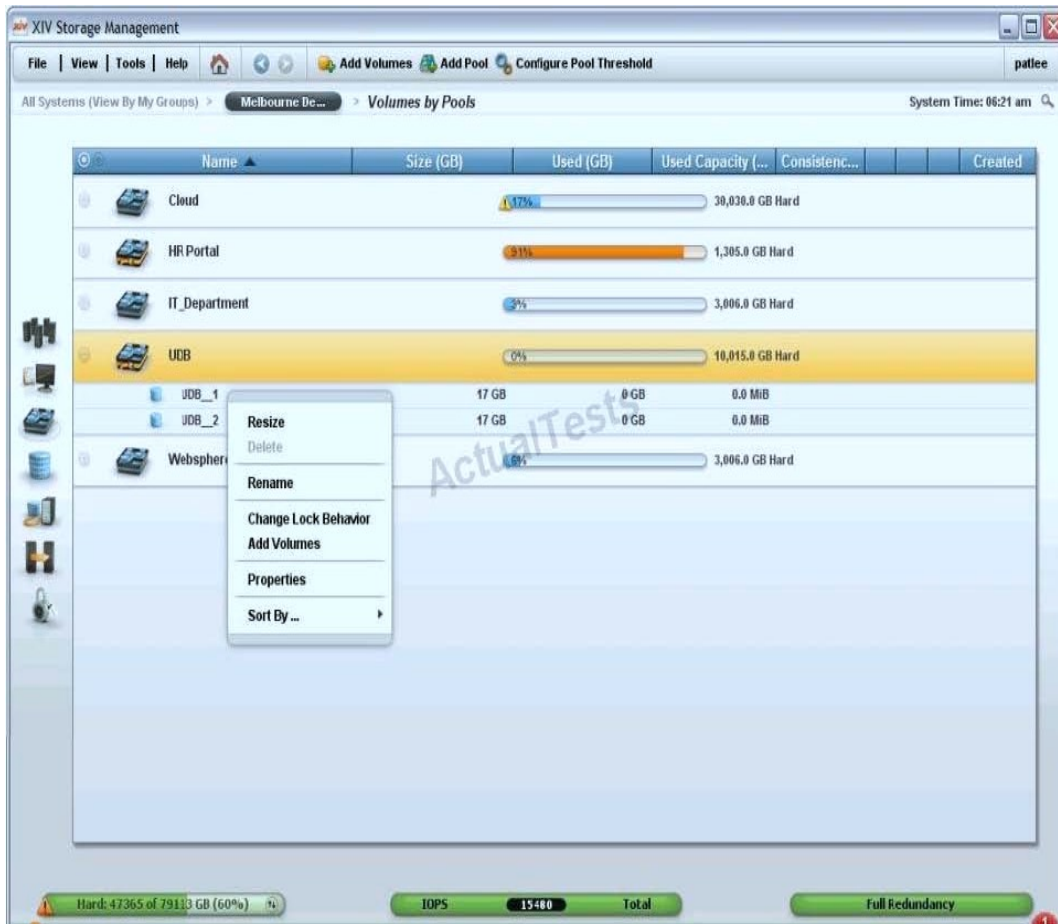 XIV XIV Storage Management
File | View | Tools | Help Add Volumes Add Pool Configure Pool Threshold patlee
All Systems (View By My Groups) > Melbourne De... > Volumes by Pools System Time: 06:21 am
Name Size (GB) Used (GB) Used Capacity (... Consistenc... Created
Cloud 17% 30,030.0 GB Hard
HR Portal 91% 1,305.0 GB Hard
IT_Department 3% 3,006.0 GB Hard
UDB 0% 10,015.0 GB Hard
UDB_1 17 GB 0 GB 0.0 MiB
UDB_2 17 GB 0 GB 0.0 MiB
Websphere 6% 3,006.0 GB Hard
Resize
Delete
Rename
Change Lock Behavior
Add Volumes
Properties
Sort By ...
ActualTests
Hard: 47365 of 79113 GB (60%) IOPS 15480 Total Full Redundancy